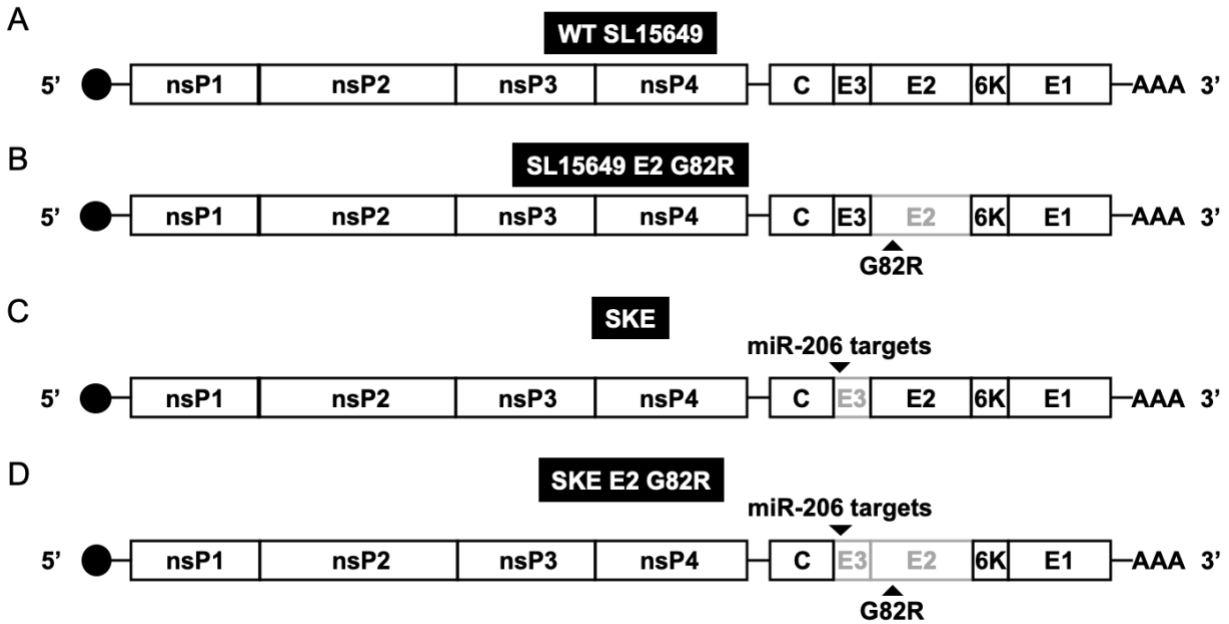 A
WT SL15649
5’ nsP1 nsP2 nsP3 nsP4 C E3 E2 6K E1 AAA 3’
B
SL15649 E2 G82R
5’ nsP1 nsP2 nsP3 nsP4 C E3 E2 6K E1 AAA 3’
G82R
C
SKE
miR-206 targets
5’ nsP1 nsP2 nsP3 nsP4 C E3 E2 6K E1 AAA 3’
D
SKE E2 G82R
miR-206 targets
5’ nsP1 nsP2 nsP3 nsP4 C E3 E2 6K E1 AAA 3’
G82R